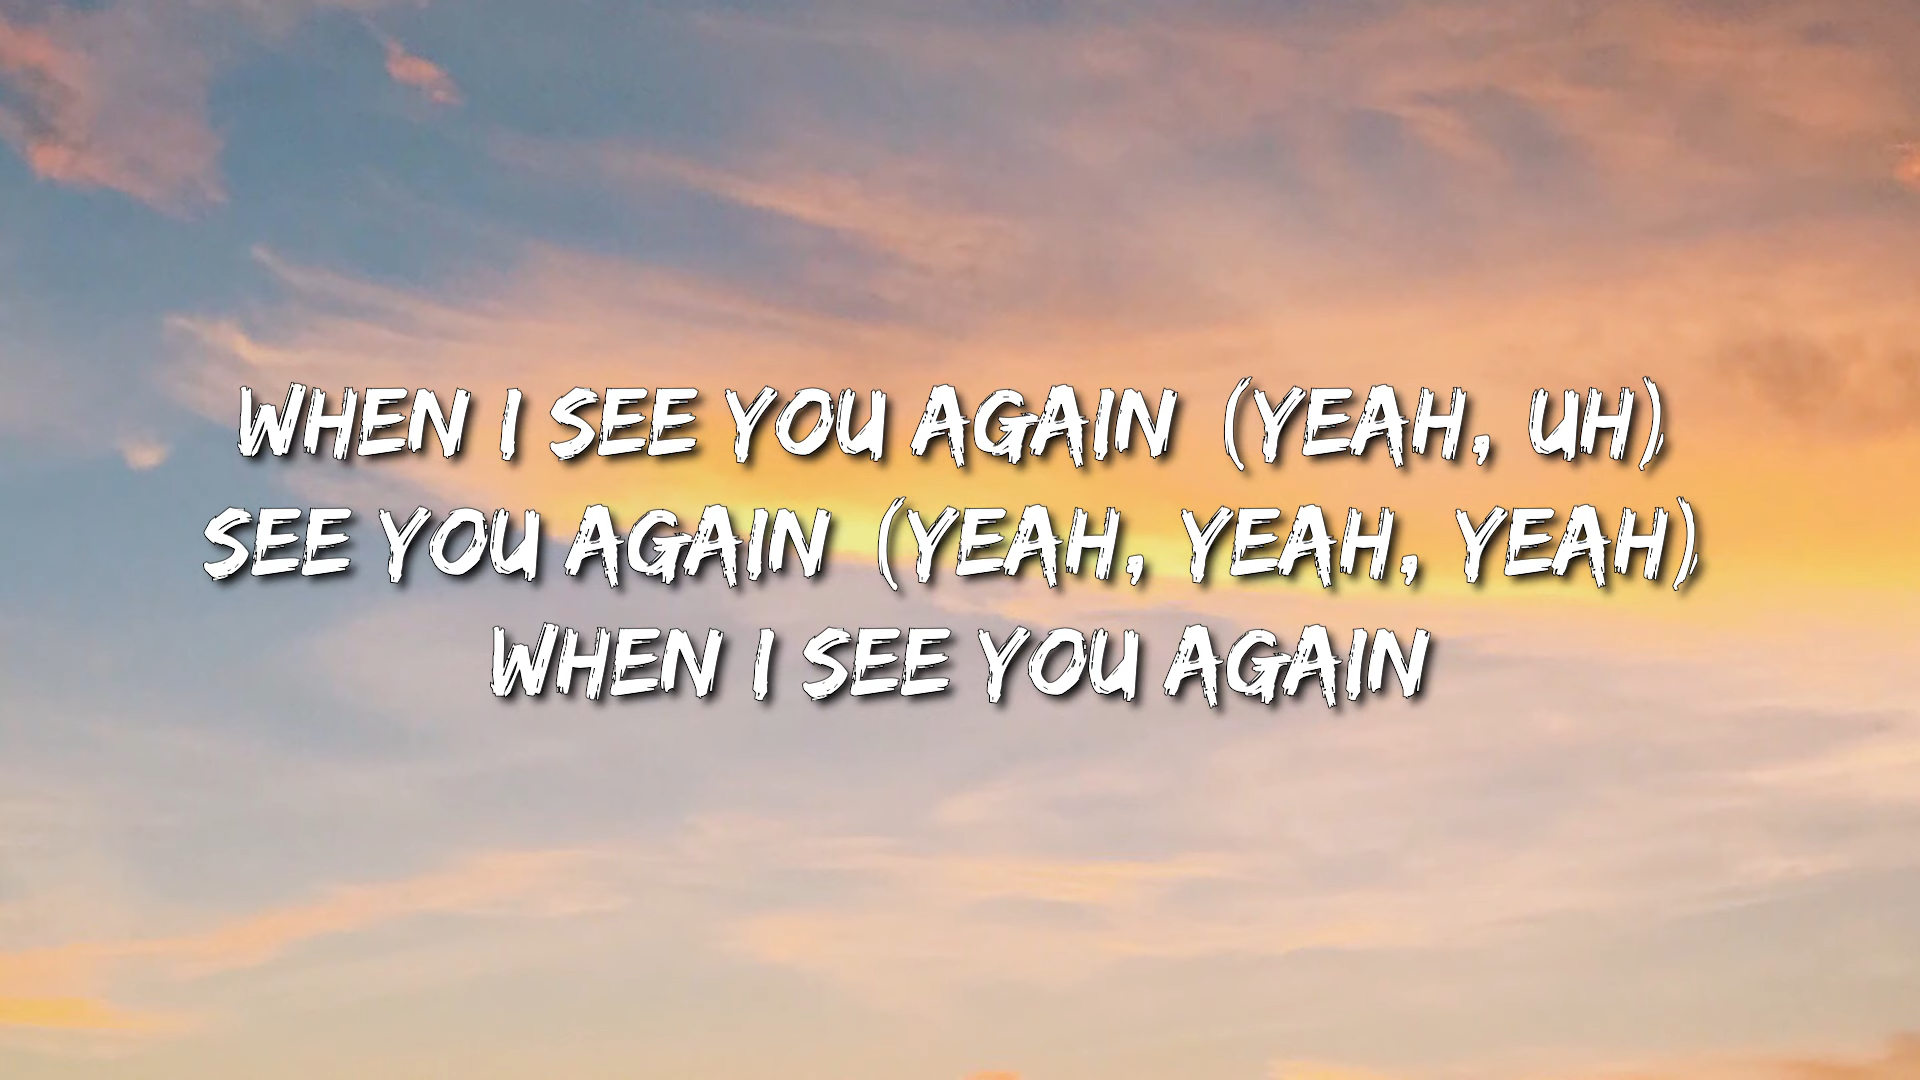 WHEN I SEE YOU AGAIN (YEAH, UH)
SEE YOU AGAIN (YEAH, YEAH, YEAH)
WHEN I SEE YOU AGAIN